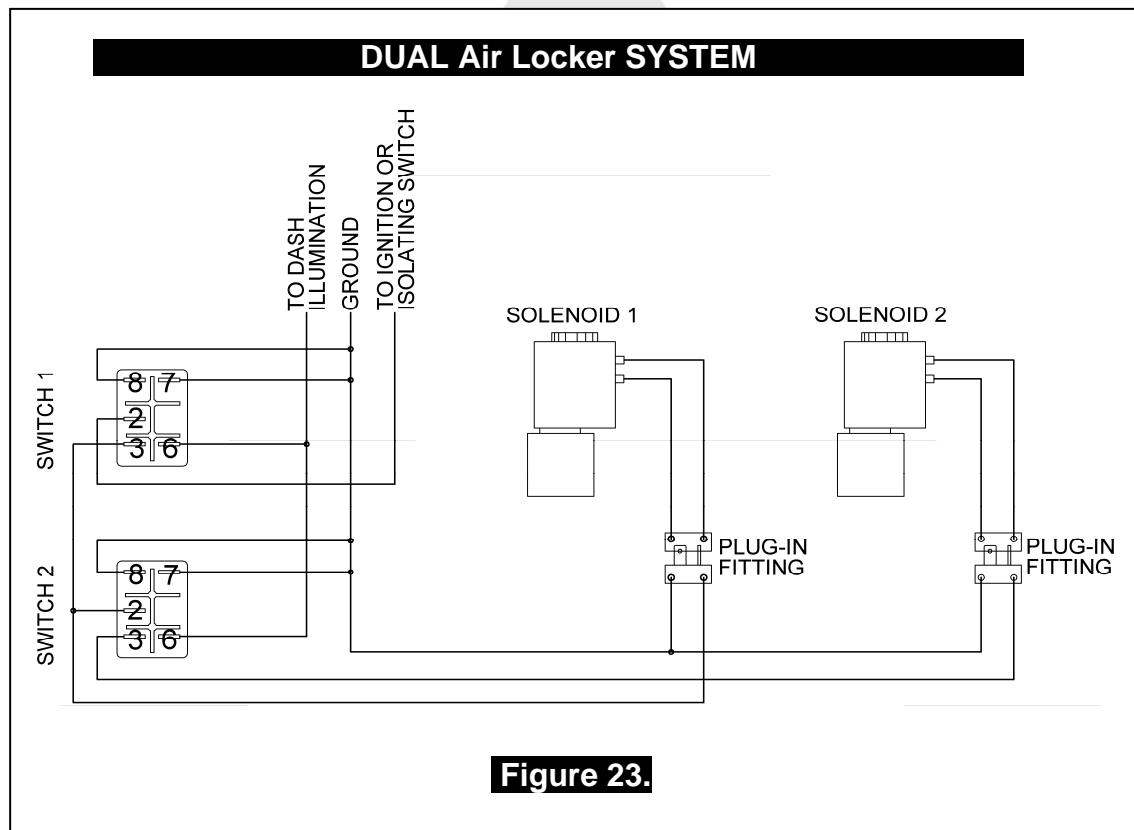 DUAL Air Locker SYSTEM
TO DASH
ILLUMINATION
GROUND
TO IGNITION OR
ISOLATING SWITCH
SOLENOID 1
SOLENOID 2
SWITCH 1
8 7
2
3 6
SWITCH 2
8 7
2
3 6
PLUG-IN
FITTING
PLUG-IN
FITTING
Figure 23.